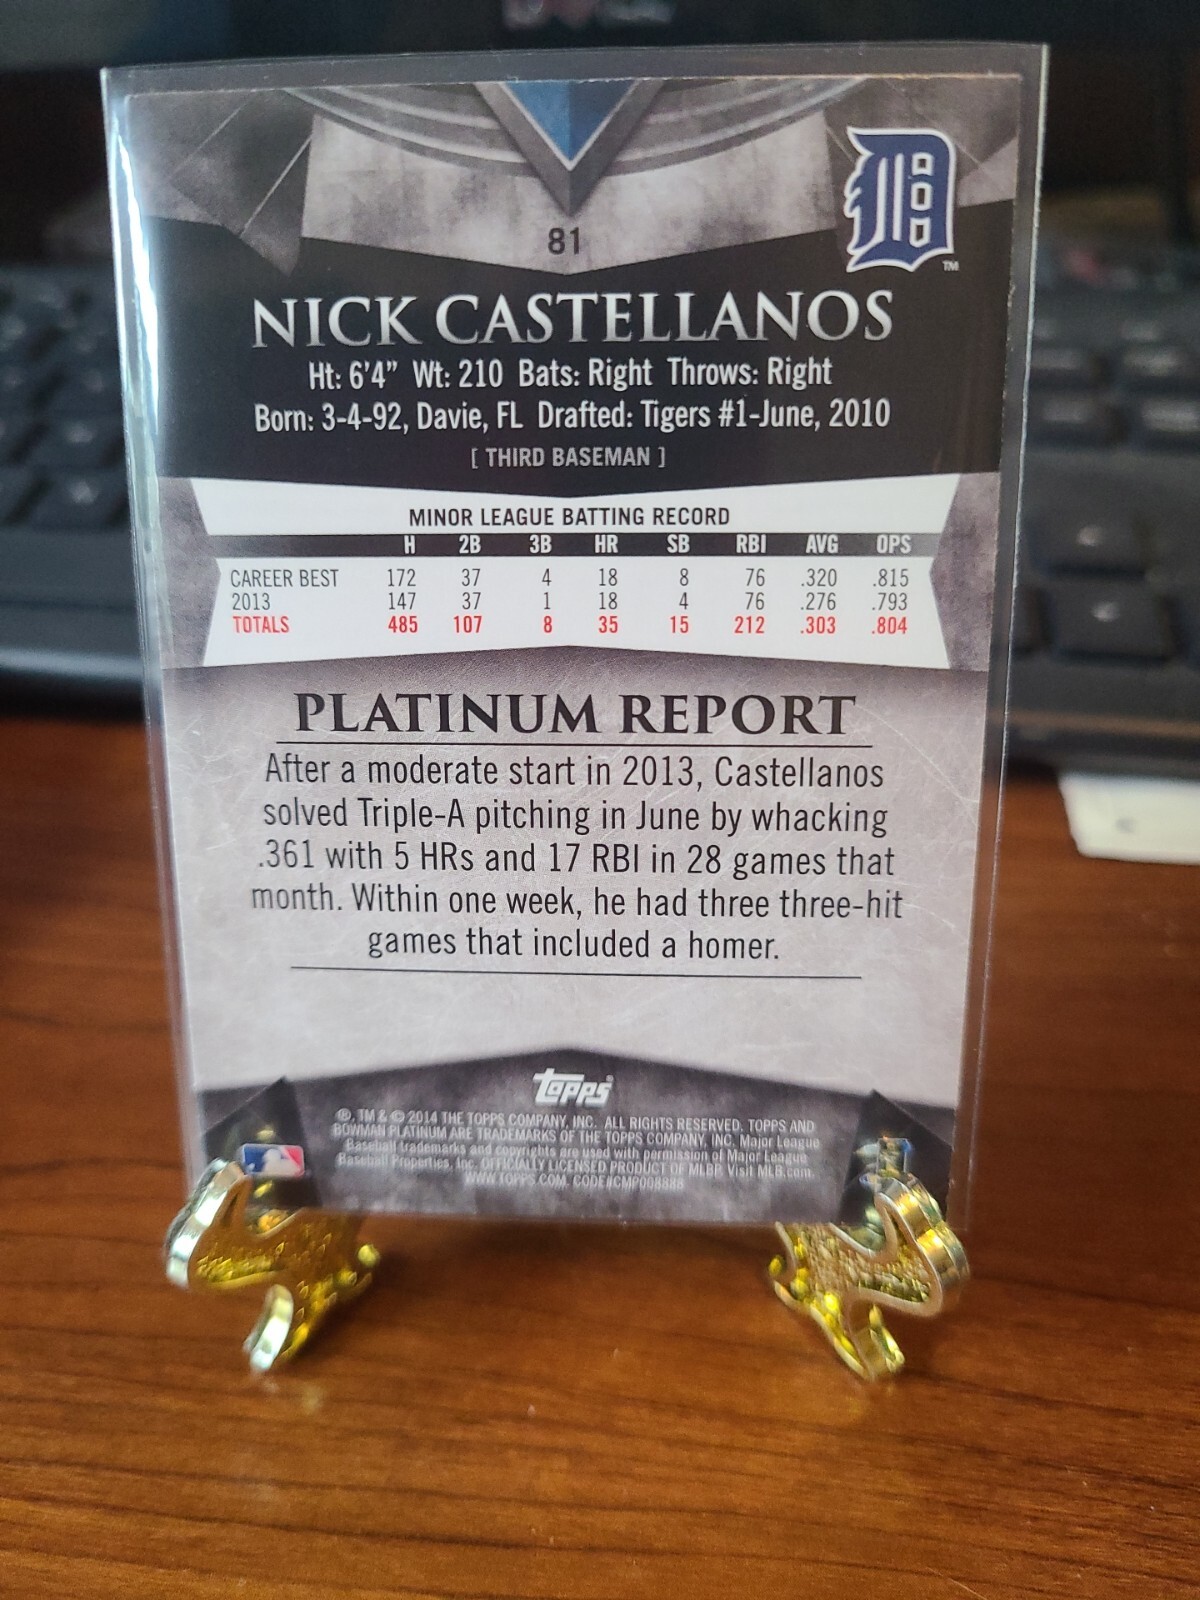 81
TM
NICK CASTELLANOS
Ht: 6'4" Wt: 210 Bats: Right Throws: Right
Born: 3-4-92, Davie, FL Drafted: Tigers #1-June, 2010
[ THIRD BASEMAN ]
MINOR LEAGUE BATTING RECORD
H 2B 3B HR SB RBI AVG OPS
CAREER BEST 172 37 4 18 8 76 .320 .815
2013 147 37 1 18 4 76 .276 .793
TOTALS 485 107 8 35 15 212 .303 .804
PLATINUM REPORT
After a moderate start in 2013, Castellanos
solved Triple-A pitching in June by whacking
.361 with 5 HRs and 17 RBI in 28 games that
month. Within one week, he had three three-hit
games that included a homer.
topps
®, TM & © 2014 THE TOPPS COMPANY, INC. ALL RIGHTS RESERVED. TOPPS AND
BOWMAN PLATINUM ARE TRADEMARKS OF THE TOPPS COMPANY, INC. Major League
Baseball trademarks and copyrights are used with permission of Major League
Baseball Properties, Inc. OFFICIALLY LICENSED PRODUCT OF MLBP Visit MLB.com.
WWW.TOPPS.COM. CODE#CMP008888